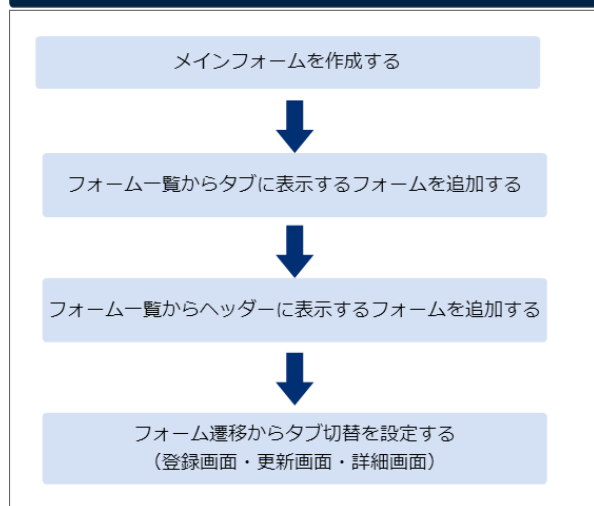 メインフォームを作成する
フォーム一覧からタブに表示するフォームを追加する
フォーム一覧からヘッダーに表示するフォームを追加する
フォーム遷移からタブ切替を設定する
（登録画面・更新画面・詳細画面）